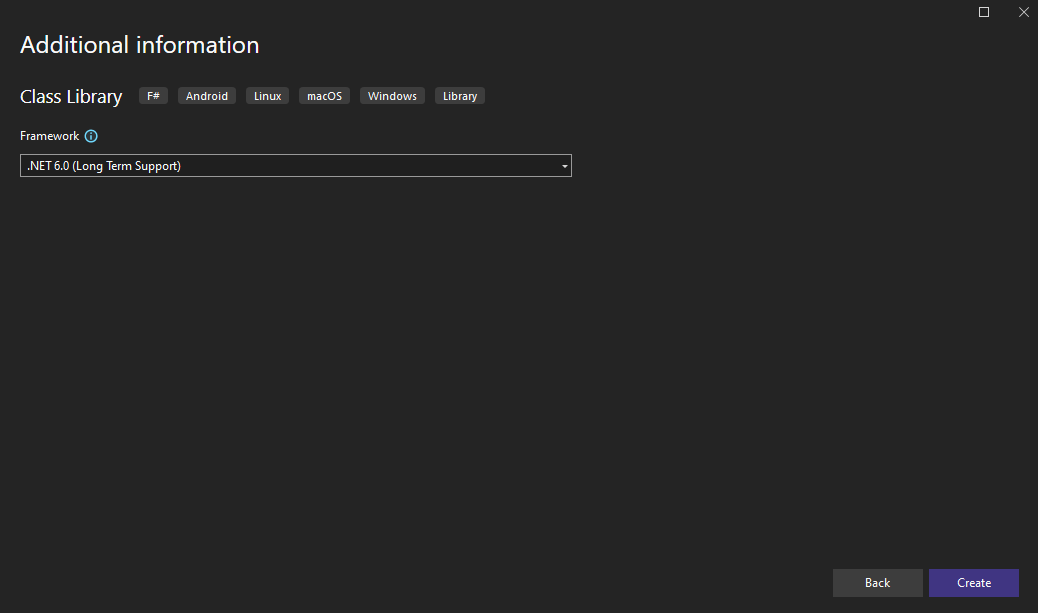 Additional information
Class Library F# Android Linux macOS Windows Library
Framework
.NET 6.0 (Long Term Support)
Back Create